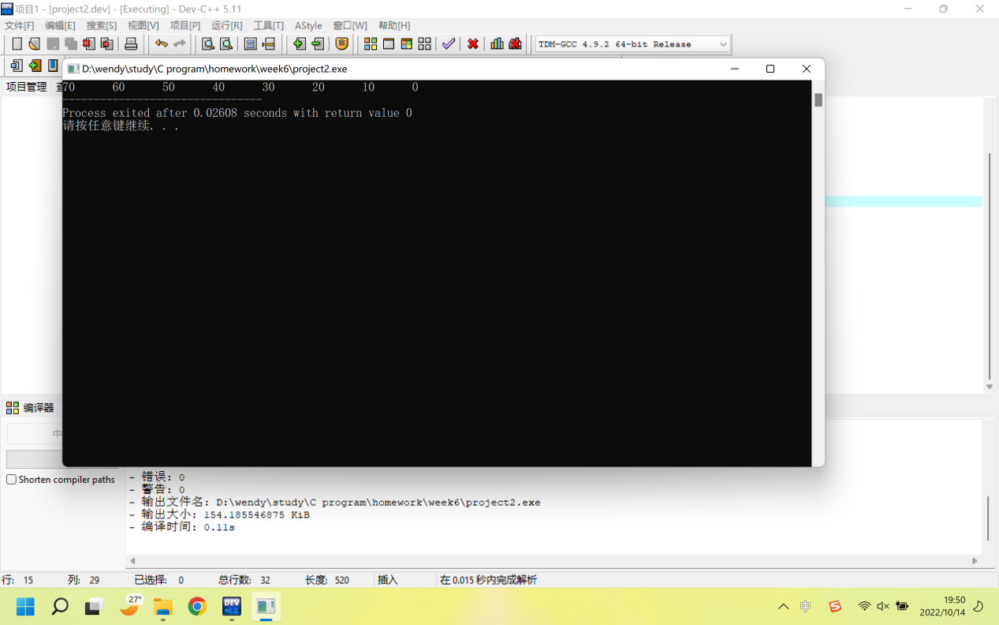 项目1 - [project2.dev] - [Executing] - Dev-C++ 5.11
文件[F] 编辑[E] 搜索[S] 视图[V] 项目[P] 运行[R] 工具[T] AStyle 窗口[W] 帮助[H]
TDM-GCC 4.9.2 64-bit Release
D:\wendy\study\C program\homework\week6\project2.exe
项目管理 查
70 60 50 40 30 20 10 0
--------------------------------
Process exited after 0.02608 seconds with return value 0
请按任意键继续. . .
编译器
中
Shorten compiler paths
- 错误: 0
- 警告: 0
- 输出文件名: D:\wendy\study\C program\homework\week6\project2.exe
- 输出大小: 154.185546875 KiB
- 编译时间: 0.11s
行: 15 列: 29 已选择: 0 总行数: 32 长度: 520 插入 在 0.015 秒内完成解析
27°
DEV
中
19:50
2022/10/14